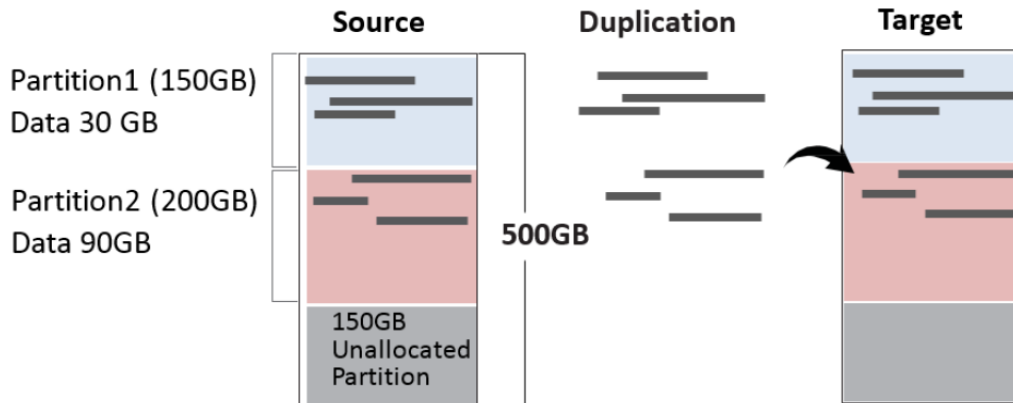 Source
Duplication
Target
Partition1 (150GB)
Data 30 GB
Partition2 (200GB)
Data 90GB
500GB
150GB
Unallocated
Partition